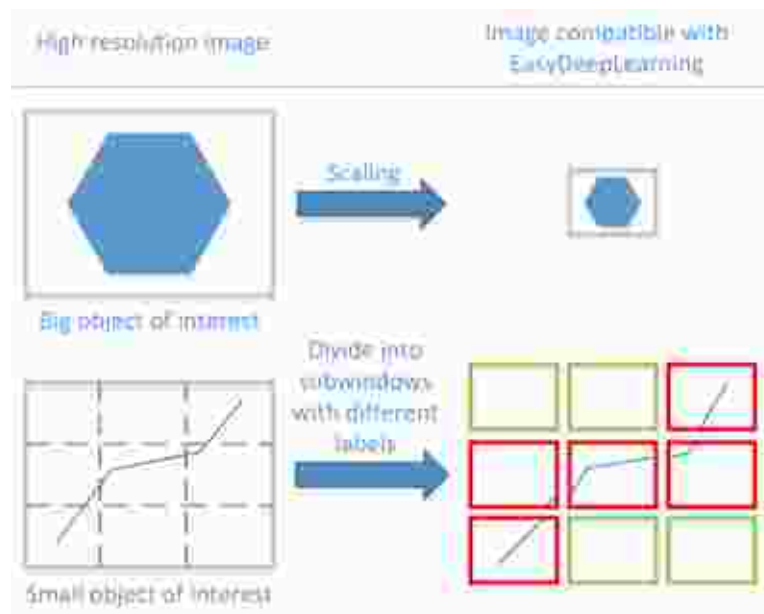 High resolution image
Image compatible with
EasyDeepLearning
Scaling
Big object of interest
Divide into
subwindows
with different
labels
Small object of interest